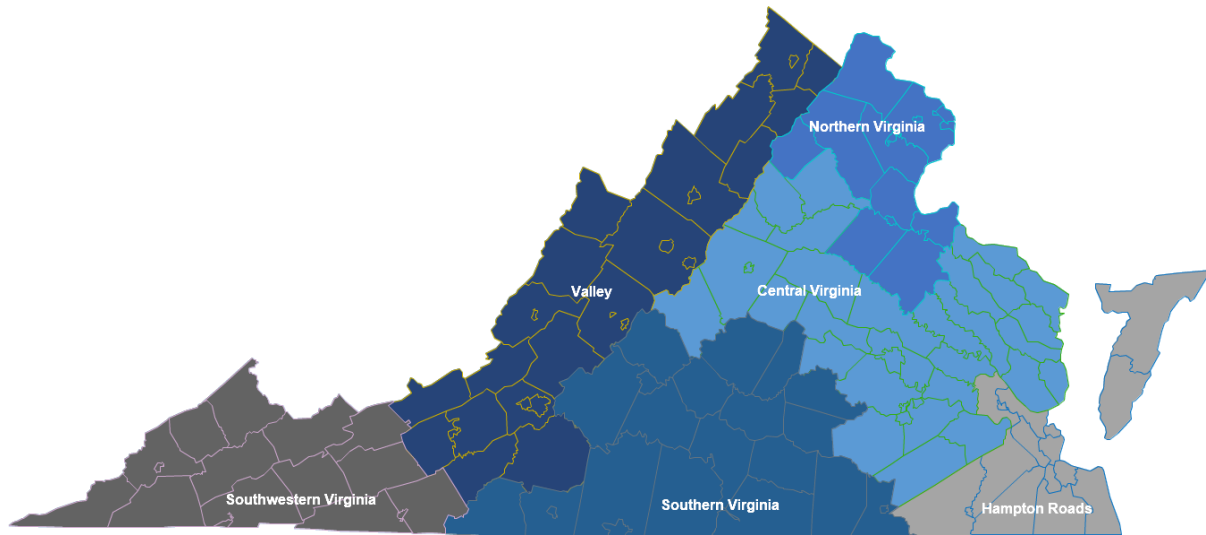 Northern Virginia
Valley
Central Virginia
Southwestern Virginia
Southern Virginia
Hampton Roads